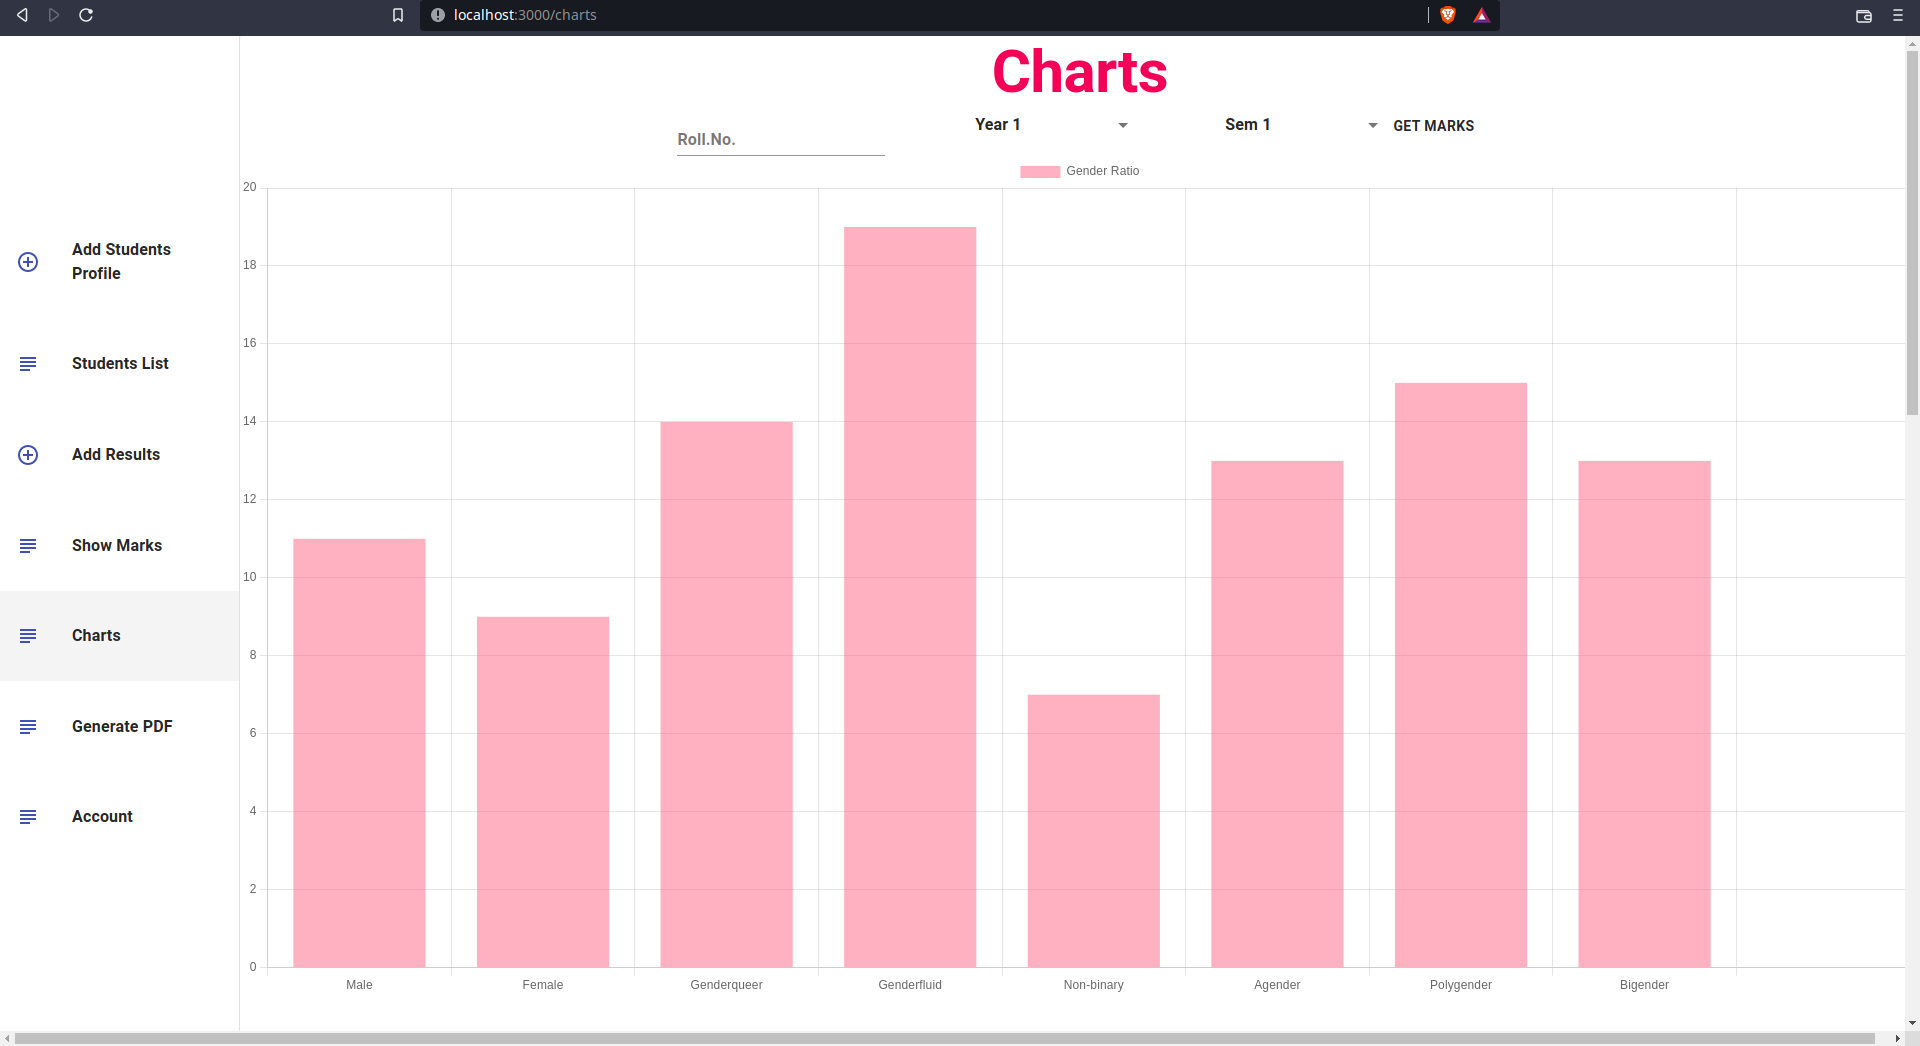 localhost:3000/charts
Charts
Roll.No.
Year 1
Sem 1
GET MARKS
Gender Ratio
Add Students
Profile
Students List
Add Results
Show Marks
Charts
Generate PDF
Account
20
18
16
14
12
10
8
6
4
2
0
Male Female Genderqueer Genderfluid Non-binary Agender Polygender Bigender